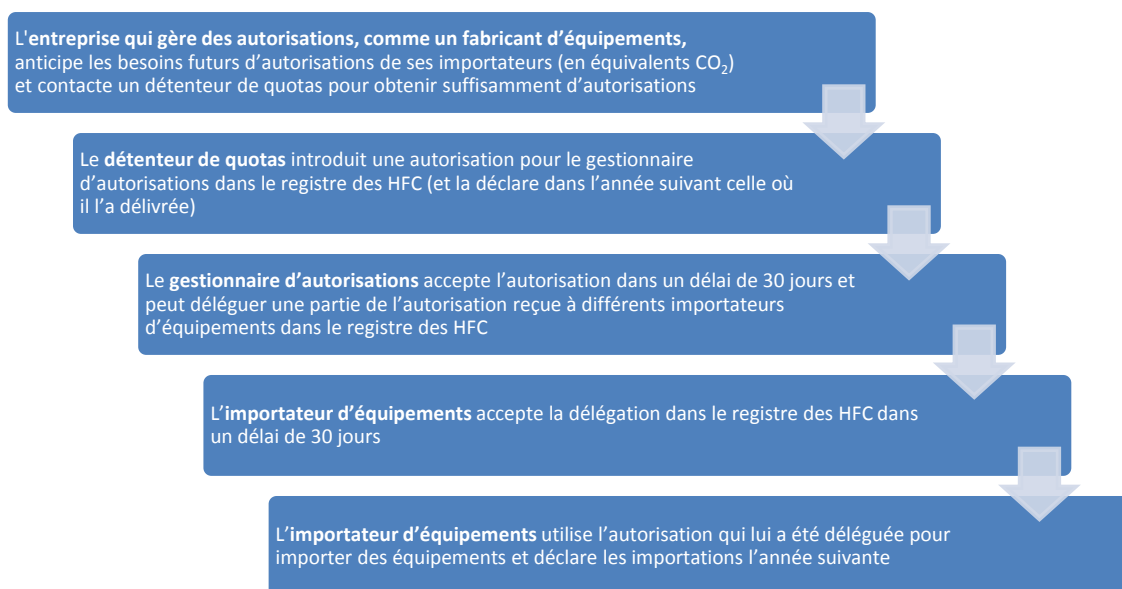 L'entreprise qui gère des autorisations, comme un fabricant d’équipements,
anticipe les besoins futurs d’autorisations de ses importateurs (en équivalents CO₂)
et contacte un détenteur de quotas pour obtenir suffisamment d’autorisations
Le détenteur de quotas introduit une autorisation pour le gestionnaire
d’autorisations dans le registre des HFC (et la déclare dans l’année suivant celle où
il l’a délivrée)
Le gestionnaire d’autorisations accepte l’autorisation dans un délai de 30 jours et
peut déléguer une partie de l’autorisation reçue à différents importateurs
d’équipements dans le registre des HFC
L’importateur d’équipements accepte la délégation dans le registre des HFC dans
un délai de 30 jours
L’importateur d’équipements utilise l’autorisation qui lui a été déléguée pour
importer des équipements et déclare les importations l’année suivante